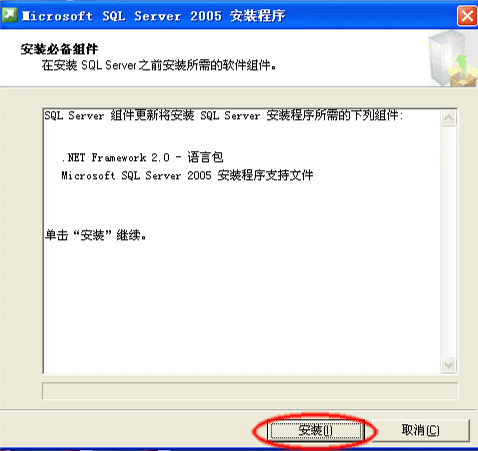 Microsoft SQL Server 2005 安装程序
安装必备组件
在安装 SQL Server之前安装所需的软件组件。
SQL Server 组件更新将安装 SQL Server 安装程序所需的下列组件:
.NET Framework 2.0 - 语言包
Microsoft SQL Server 2005 安装程序支持文件
单击“安装”继续。
安装(I) 取消(C)